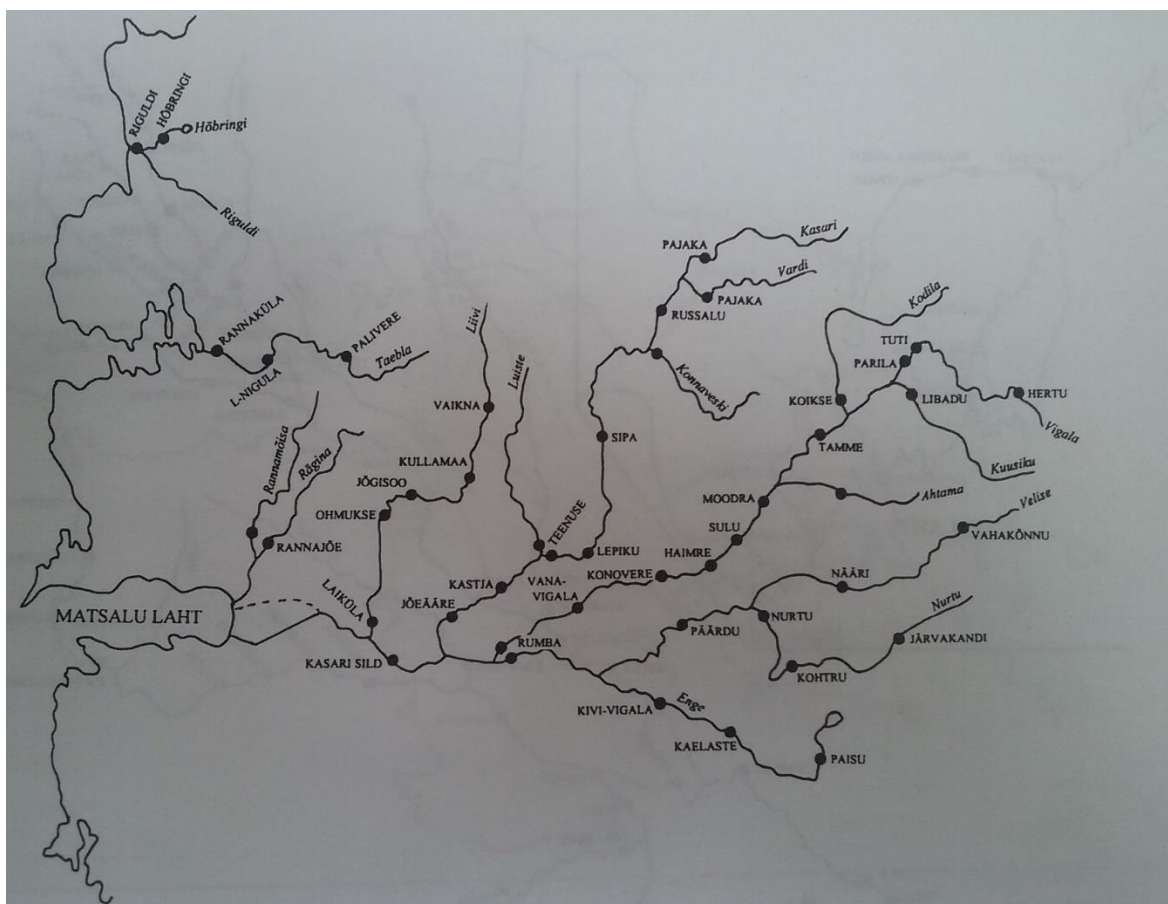 RIGULDI
HÕBRINGI
Hõbringi
Riguldi
Kasari
PAJAKA
Vardi
PAJAKA
RUSSALU
Kodila
RANNAKÜLA
PALIVERE
L-NIGULA
Taebla
Liivi
Luiste
Konnaveski
TUTI
PARILA
HERTU
KOIKSE
LIBADU
Vigala
VAIKNA
SIPA
TAMME
Rannamõisa
Rägina
KULLAMAA
Kuusiku
JÕGISOO
Ahtama
Velise
OHMUKSE
MOODRA
SULU
VAHAKÕNNU
TEENUSE
RANNAJÕE
LEPIKU
HAIMRE
KASTJA
VANA-
VIGALA
KONOVERE
NÄÄRI
Nurtu
LAIKÜLA
JÕEÄÄRE
MATSALU LAHT
NURTU
PÄÄRDU
JÄRVAKANDI
RUMBA
KASARI SILD
KOHTRU
Enge
KIVI-VIGALA
KAELASTE
PAISU